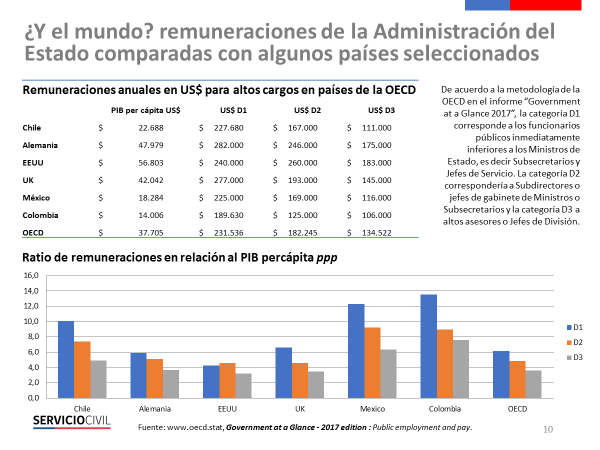 ¿Y el mundo? remuneraciones de la Administración del
Estado comparadas con algunos países seleccionados
Remuneraciones anuales en US$ para altos cargos en países de la OECD
PIB per cápita US$ US$ D1 US$ D2 US$ D3
Chile $ 22.688 $ 227.680 $ 167.000 $ 111.000
Alemania $ 47.979 $ 282.000 $ 246.000 $ 175.000
EEUU $ 56.803 $ 240.000 $ 260.000 $ 183.000
UK $ 42.042 $ 277.000 $ 193.000 $ 145.000
México $ 18.284 $ 225.000 $ 169.000 $ 116.000
Colombia $ 14.006 $ 189.630 $ 125.000 $ 106.000
OECD $ 37.705 $ 231.536 $ 182.245 $ 134.522
De acuerdo a la metodología de la
OECD en el informe “Government
at a Glance 2017”, la categoría D1
corresponde a los funcionarios
públicos inmediatamente
inferiores a los Ministros de
Estado, es decir Subsecretarios y
Jefes de Servicio. La categoría D2
correspondería a Subdirectores o
jefes de gabinete de Ministros o
Subsecretarios y la categoría D3 a
altos asesores o Jefes de División.
Ratio de remuneraciones en relación al PIB percápita ppp
16,0
14,0
12,0
10,0
8,0
6,0
4,0
2,0
0,0
Chile Alemania EEUU UK Mexico Colombia OECD
D1
D2
D3
SERVICIOCIVIL
Fuente: www.oecd.stat, Government at a Glance - 2017 edition : Public employment and pay.
10